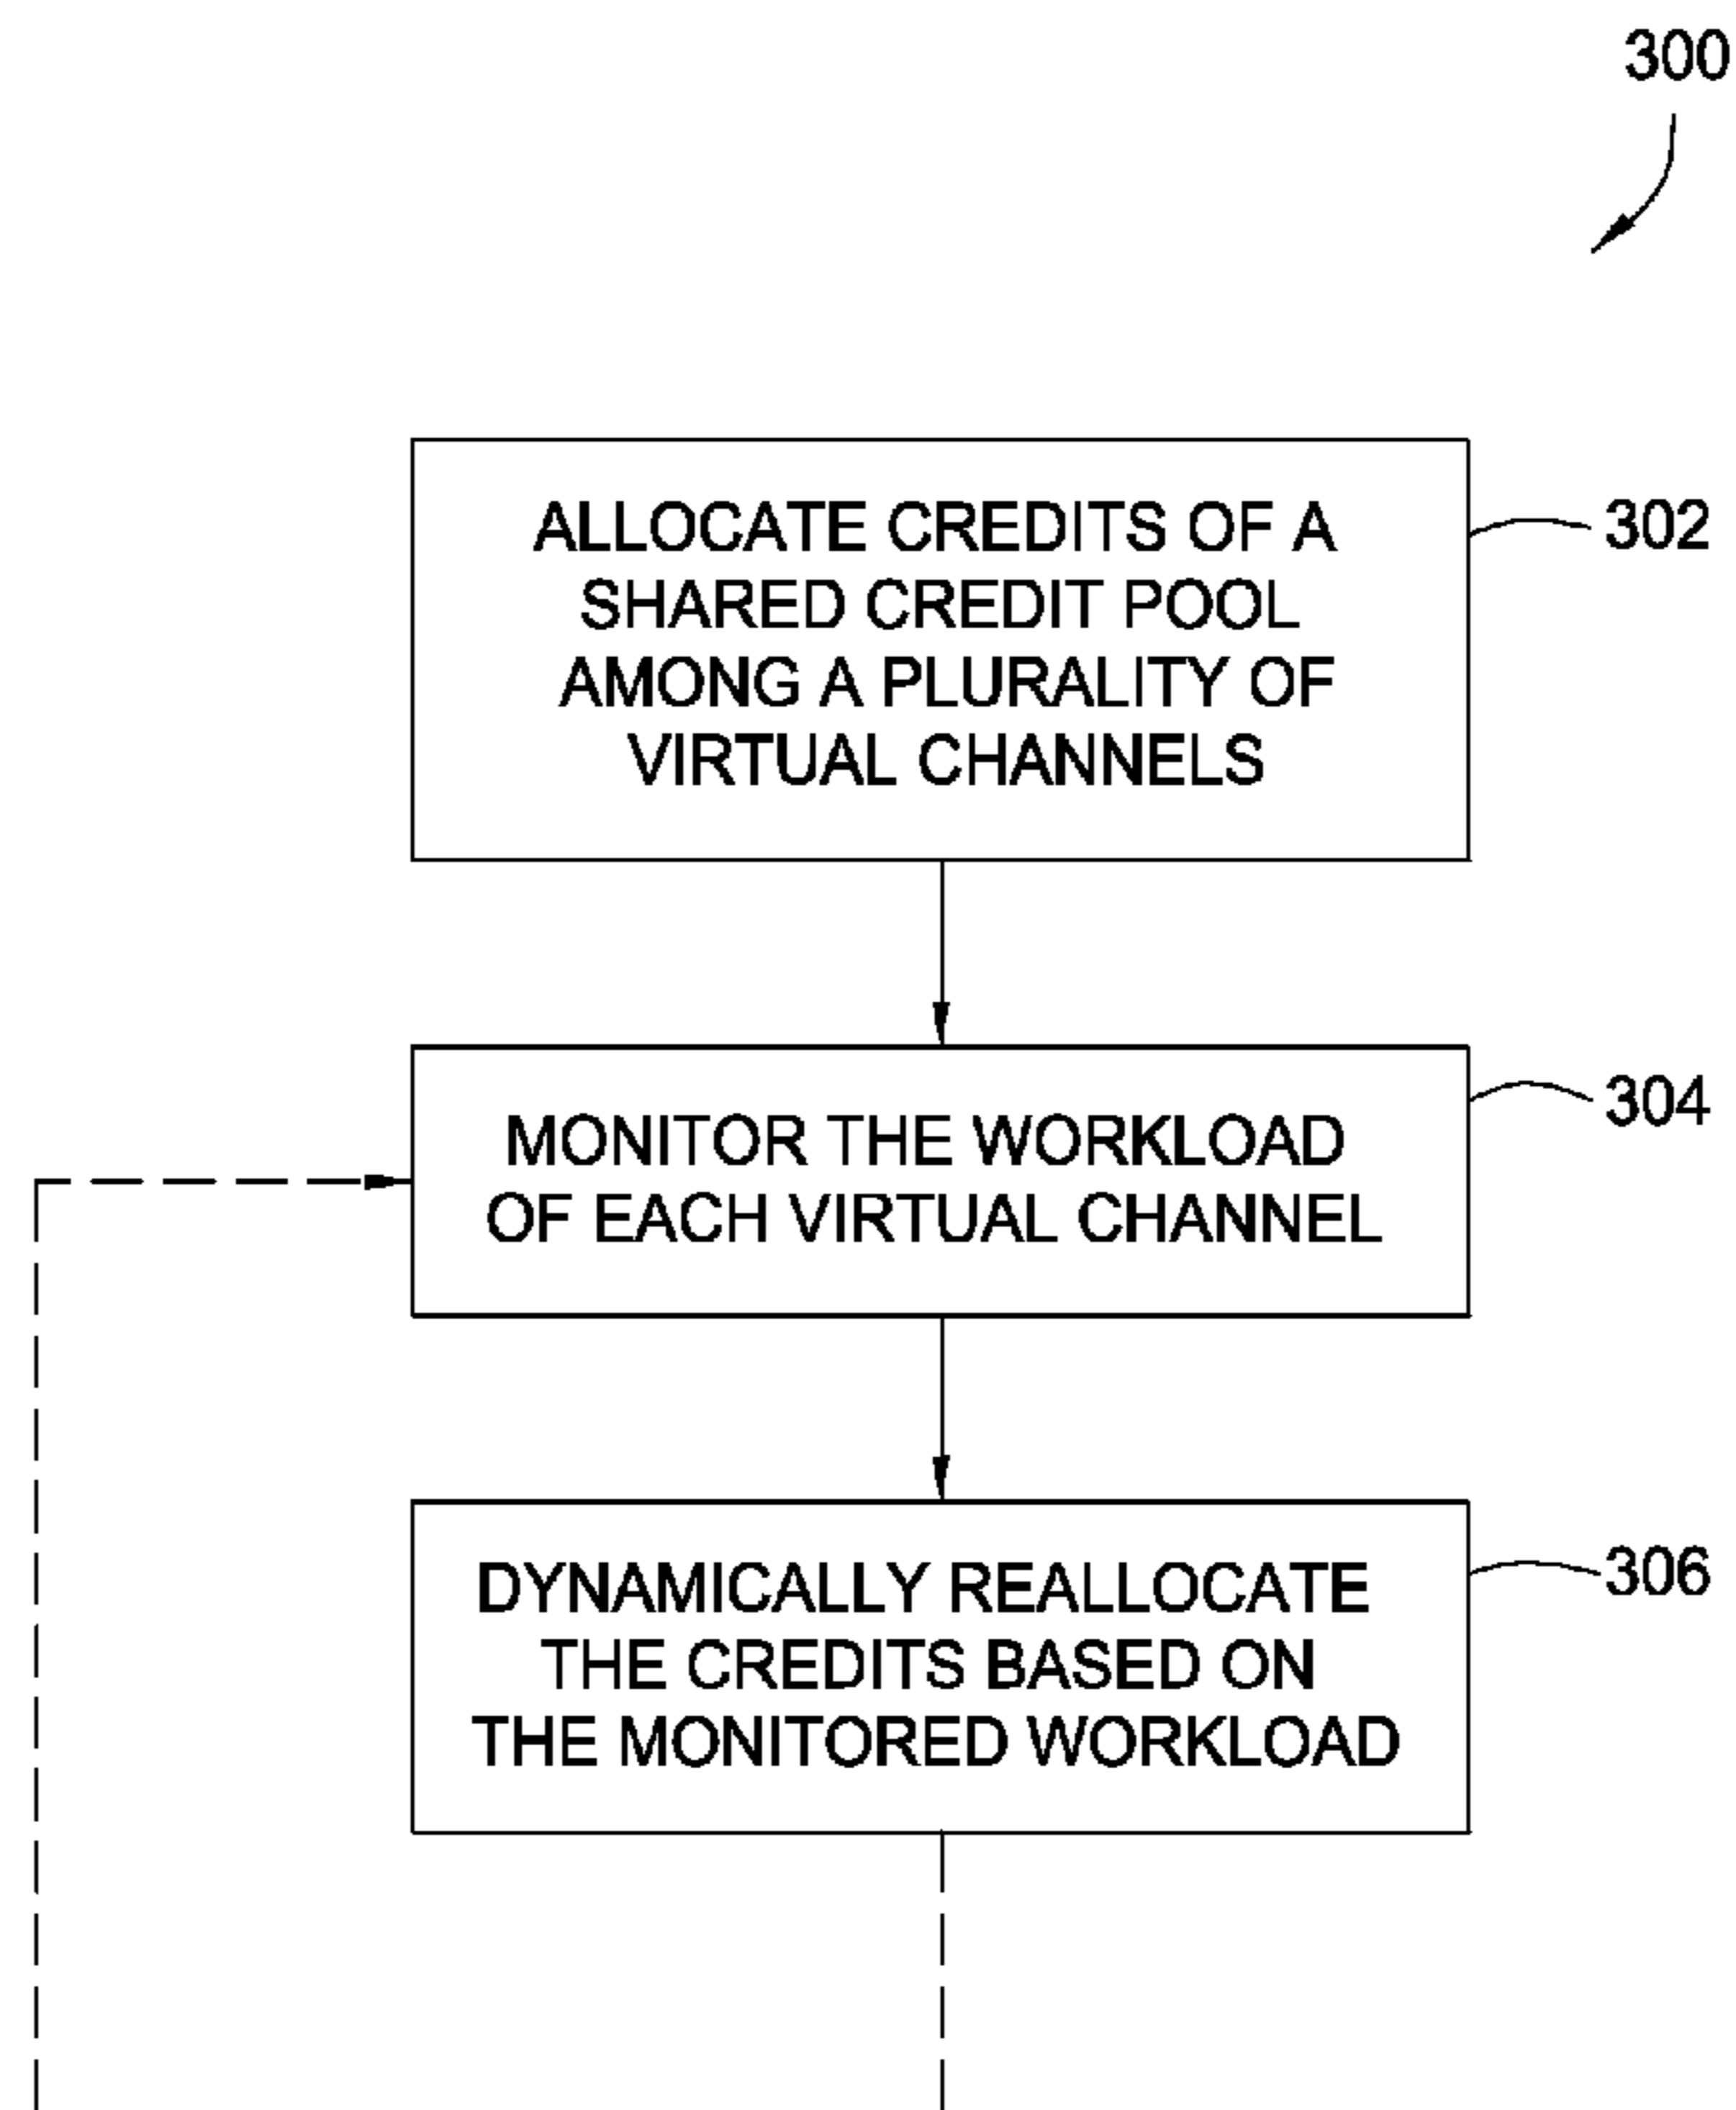 300
ALLOCATE CREDITS OF A
SHARED CREDIT POOL
AMONG A PLURALITY OF
VIRTUAL CHANNELS
302
MONITOR THE WORKLOAD
OF EACH VIRTUAL CHANNEL
304
DYNAMICALLY REALLOCATE
THE CREDITS BASED ON
THE MONITORED WORKLOAD
306